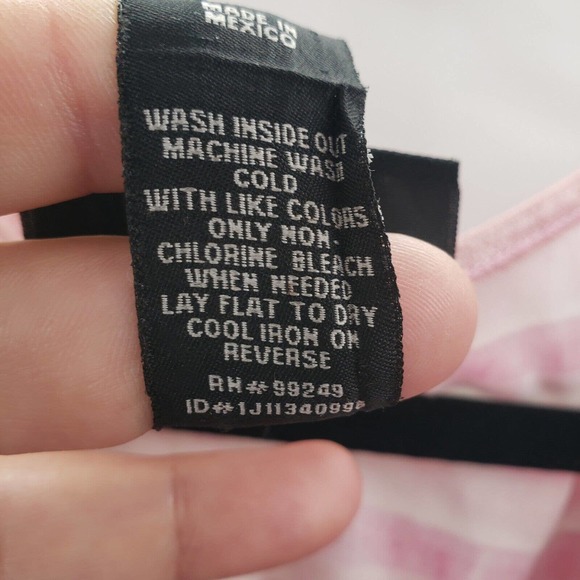 MADE IN
MEXICO
WASH INSIDE OUT
MACHINE WASH
COLD
WITH LIKE COLORS
ONLY NON-
CHLORINE BLEACH
WHEN NEEDED
LAY FLAT TO DRY
COOL IRON ON
REVERSE
RH# 99249